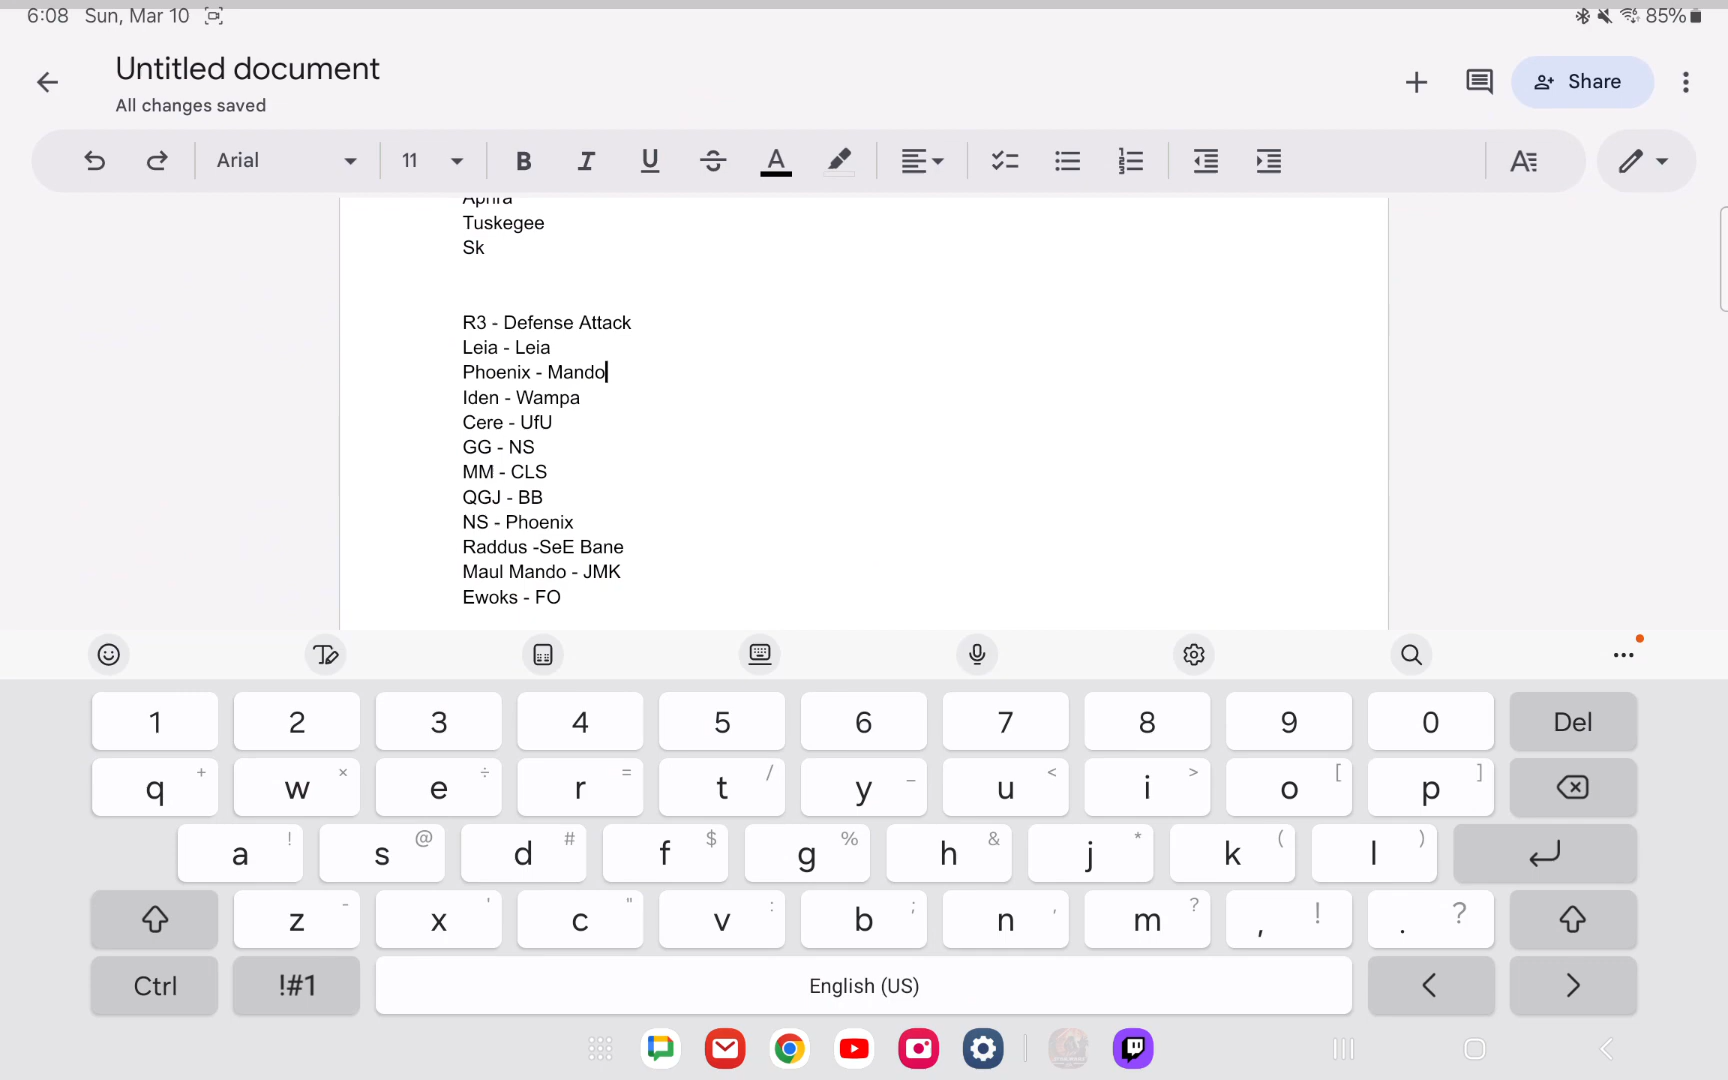 6:08 Sun, Mar 10 85%
Untitled document
All changes saved
Share
Arial 11 B I U A
Aphra
Tuskegee
Sk
R3 - Defense Attack
Leia - Leia
Phoenix - Mando
Iden - Wampa
Cere - UfU
GG - NS
MM - CLS
QGJ - BB
NS - Phoenix
Raddus -SeE Bane
Maul Mando - JMK
Ewoks - FO
1 2 3 4 5 6 7 8 9 0 Del
q + w × e ÷ r = t / y _ u < i > o [ p ]
a ! s @ d # f $ g % h & j * k ( l )
z - x ' c " v : b ; n , m ? , ! . ?
Ctrl !#1 English (US) < >